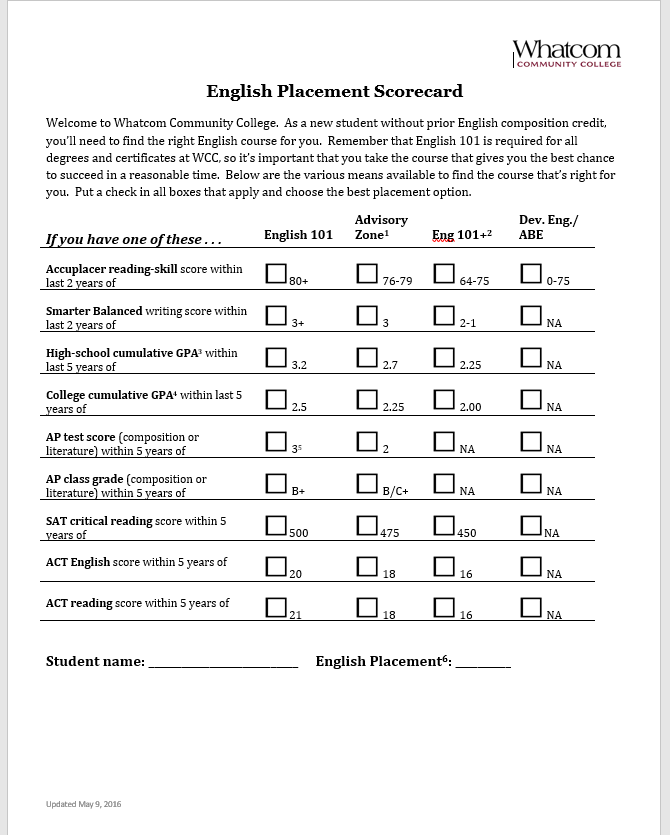 Whatcom
COMMUNITY COLLEGE
English Placement Scorecard
Welcome to Whatcom Community College.  As a new student without prior English composition credit,
you’ll need to find the right English course for you.  Remember that English 101 is required for all
degrees and certificates at WCC, so it’s important that you take the course that gives you the best chance
to succeed in a reasonable time.  Below are the various means available to find the course that’s right for
you.  Put a check in all boxes that apply and choose the best placement option.
If you have one of these . . . English 101 Advisory Zone¹ Eng 101+² Dev. Eng./ ABE
Accuplacer reading-skill score within
last 2 years of 80+ 76-79 64-75 0-75
Smarter Balanced writing score within
last 2 years of 3+ 3 2-1 NA
High-school cumulative GPA³ within
last 5 years of 3.2 2.7 2.25 NA
College cumulative GPA⁴ within last 5
years of 2.5 2.25 2.00 NA
AP test score (composition or
literature) within 5 years of 3⁵ 2 NA NA
AP class grade (composition or
literature) within 5 years of B+ B/C+ NA NA
SAT critical reading score within 5
years of 500 475 450 NA
ACT English score within 5 years of 20 18 16 NA
ACT reading score within 5 years of 21 18 16 NA
Student name: ______________________ English Placement⁶: ________
Updated May 9, 2016